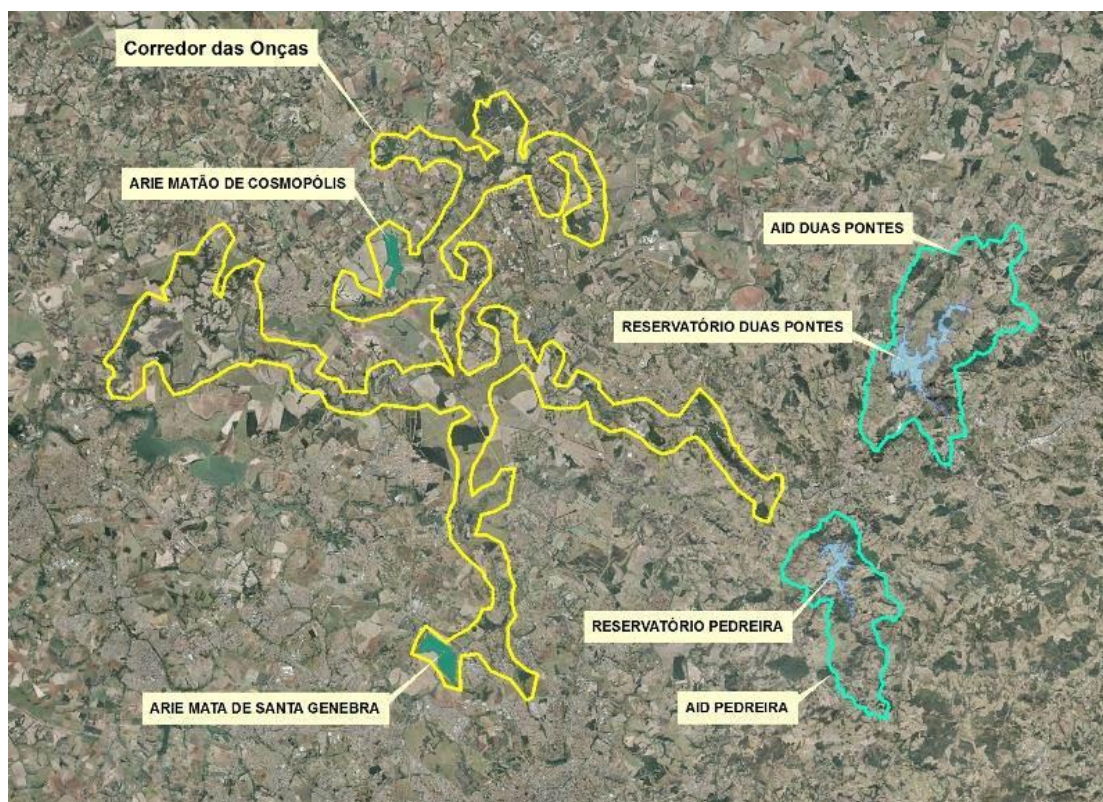 Corredor das Onças
ARIE MATÃO DE COSMOPÓLIS
AID DUAS PONTES
RESERVATÓRIO DUAS PONTES
RESERVATÓRIO PEDREIRA
ARIE MATA DE SANTA GENEBRA
AID PEDREIRA